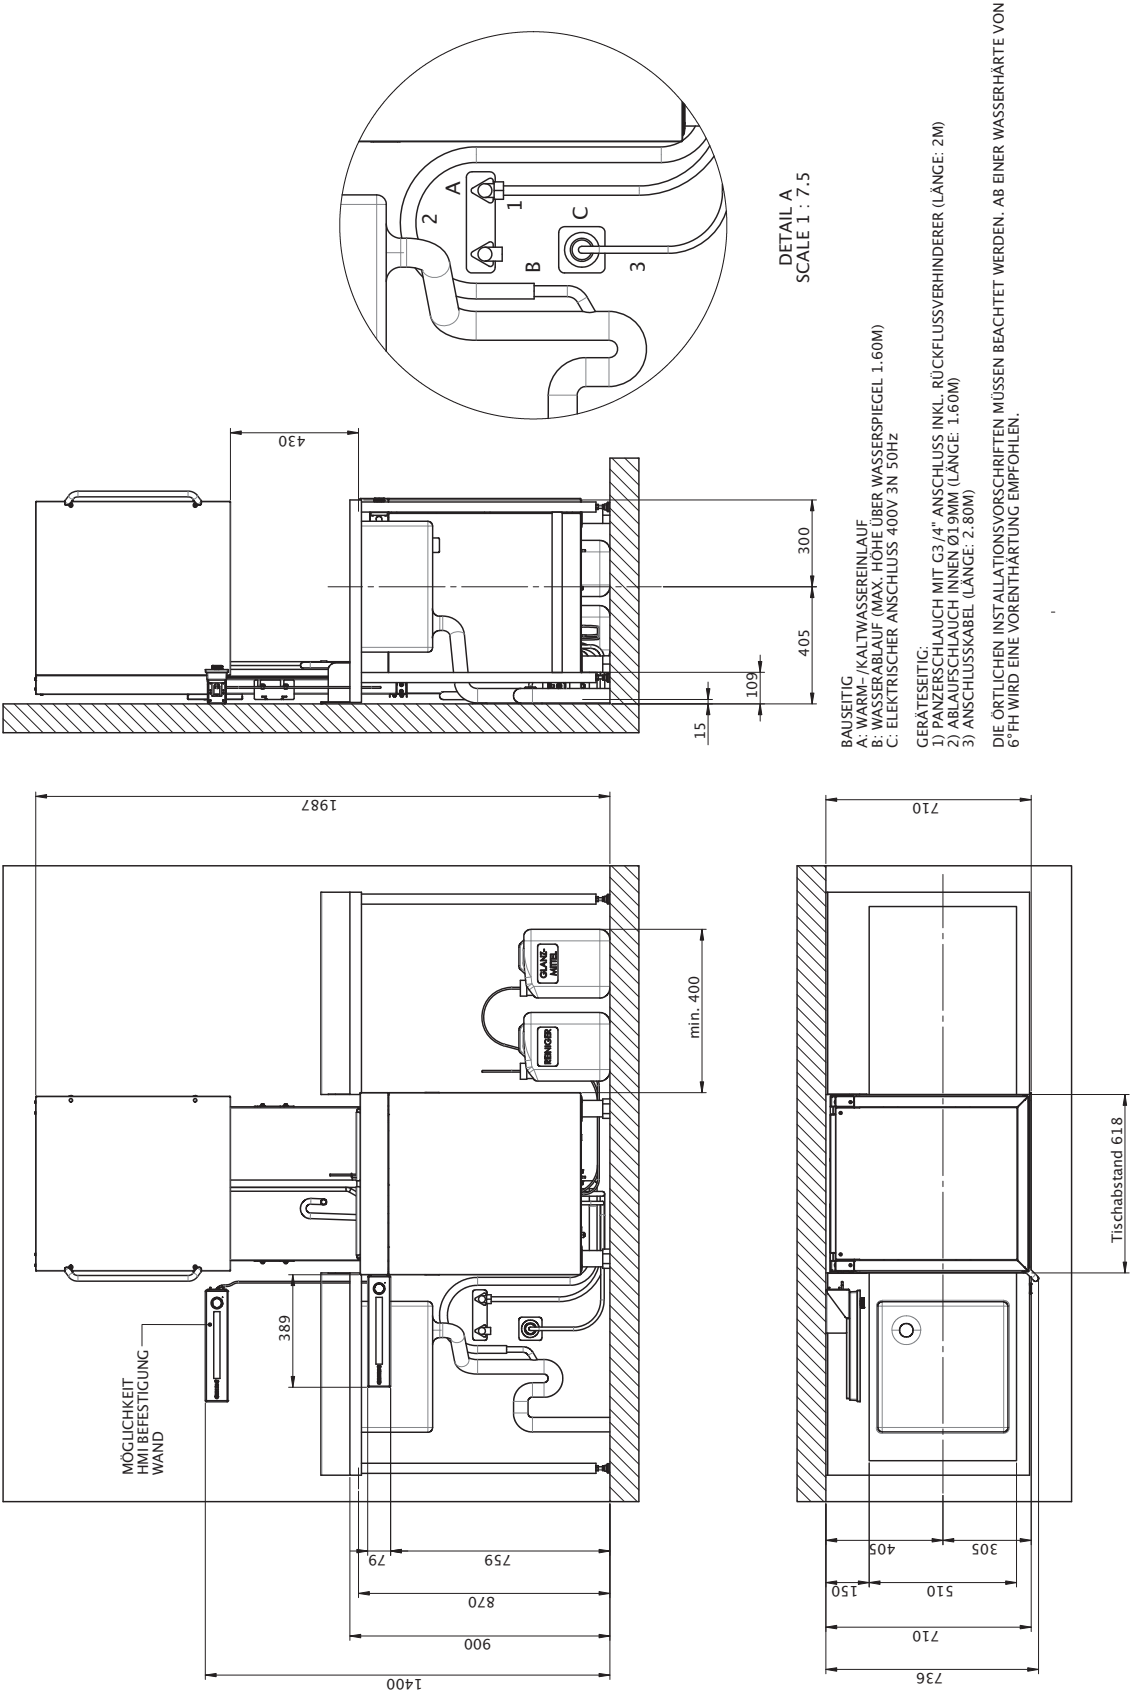 MÖGLICHKEIT
HMI BEFESTIGUNG
WAND
1400
900
870
759
79
389
1987
REINIGER
GLANZ-
MITTEL
min. 400
430
15
109
405
300
2
A
1
B
C
3
DETAIL A
SCALE 1 : 7.5
736
710
510
150
405
305
710
Tischabstand 618
BAUSEITIG
A: WARM-/KALTWASSEREINLAUF
B: WASSERABLAUF (MAX. HÖHE ÜBER WASSERSPIEGEL 1.60M)
C: ELEKTRISCHER ANSCHLUSS 400V 3N 50Hz
GERÄTESEITIG:
1) PANZERSCHLAUCH MIT G3/4" ANSCHLUSS INKL. RÜCKFLUSSVERHINDERER (LÄNGE: 2M)
2) ABLAUFSCHLAUCH INNEN Ø19MM (LÄNGE: 1.60M)
3) ANSCHLUSSKABEL (LÄNGE: 2.80M)
DIE ÖRTLICHEN INSTALLATIONSVORSCHRIFTEN MÜSSEN BEACHTET WERDEN. AB EINER WASSERHÄRTE VON
6°FH WIRD EINE VORENTHÄRTUNG EMPFOHLEN.